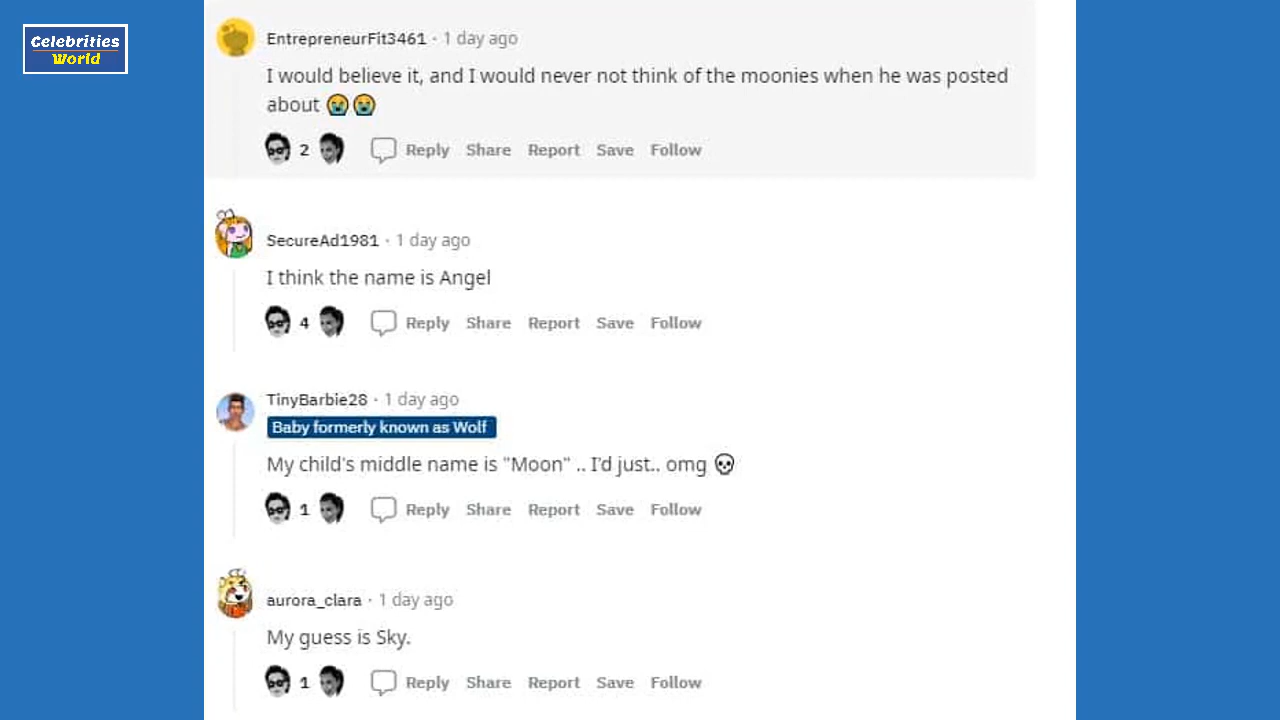 Celebrities
World
EntrepreneurFit3461 · 1 day ago
I would believe it, and I would never not think of the moonies when he was posted
about 😭😭
2 Reply Share Report Save Follow
SecureAd1981 · 1 day ago
I think the name is Angel
4 Reply Share Report Save Follow
TinyBarbie28 · 1 day ago
Baby formerly known as Wolf
My child's middle name is "Moon" .. I'd just.. omg 💀
1 Reply Share Report Save Follow
aurora_clara · 1 day ago
My guess is Sky.
1 Reply Share Report Save Follow